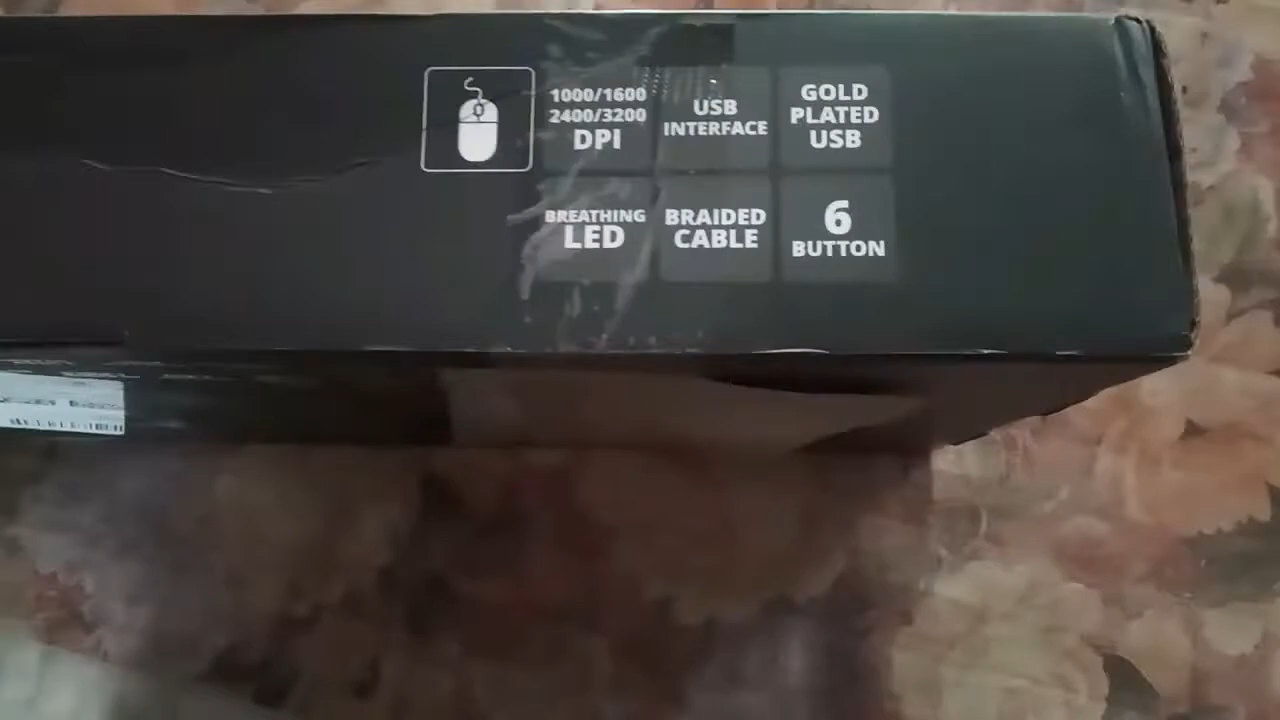 1000/1600
2400/3200
DPI
USB
INTERFACE
GOLD
PLATED
USB
BREATHING
LED
BRAIDED
CABLE
6
BUTTON